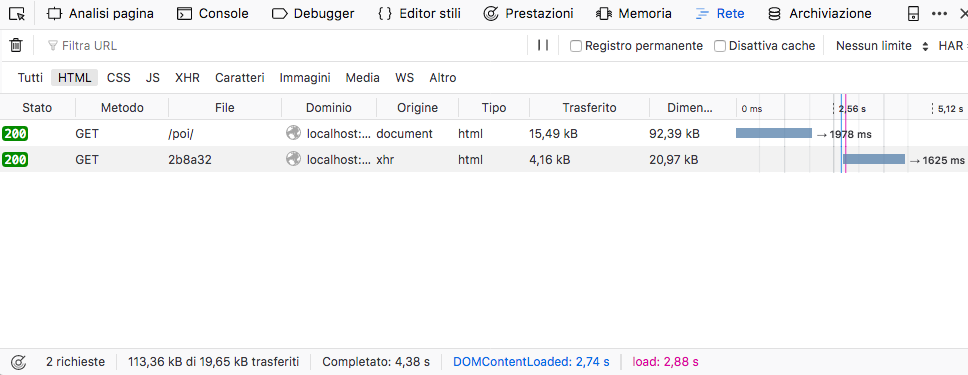 Analisi pagina Console Debugger Editor stili Prestazioni Memoria Rete Archiviazione
Filtra URL Registro permanente Disattiva cache Nessun limite HAR
Tutti HTML CSS JS XHR Caratteri Immagini Media WS Altro
Stato Metodo File Dominio Origine Tipo Trasferito Dimen... 0 ms 2,56 s 5,12 s
200 GET /poi/ localhost:... document html 15,49 kB 92,39 kB → 1978 ms
200 GET 2b8a32 localhost:... xhr html 4,16 kB 20,97 kB → 1625 ms
2 richieste 113,36 kB di 19,65 kB trasferiti Completato: 4,38 s DOMContentLoaded: 2,74 s load: 2,88 s